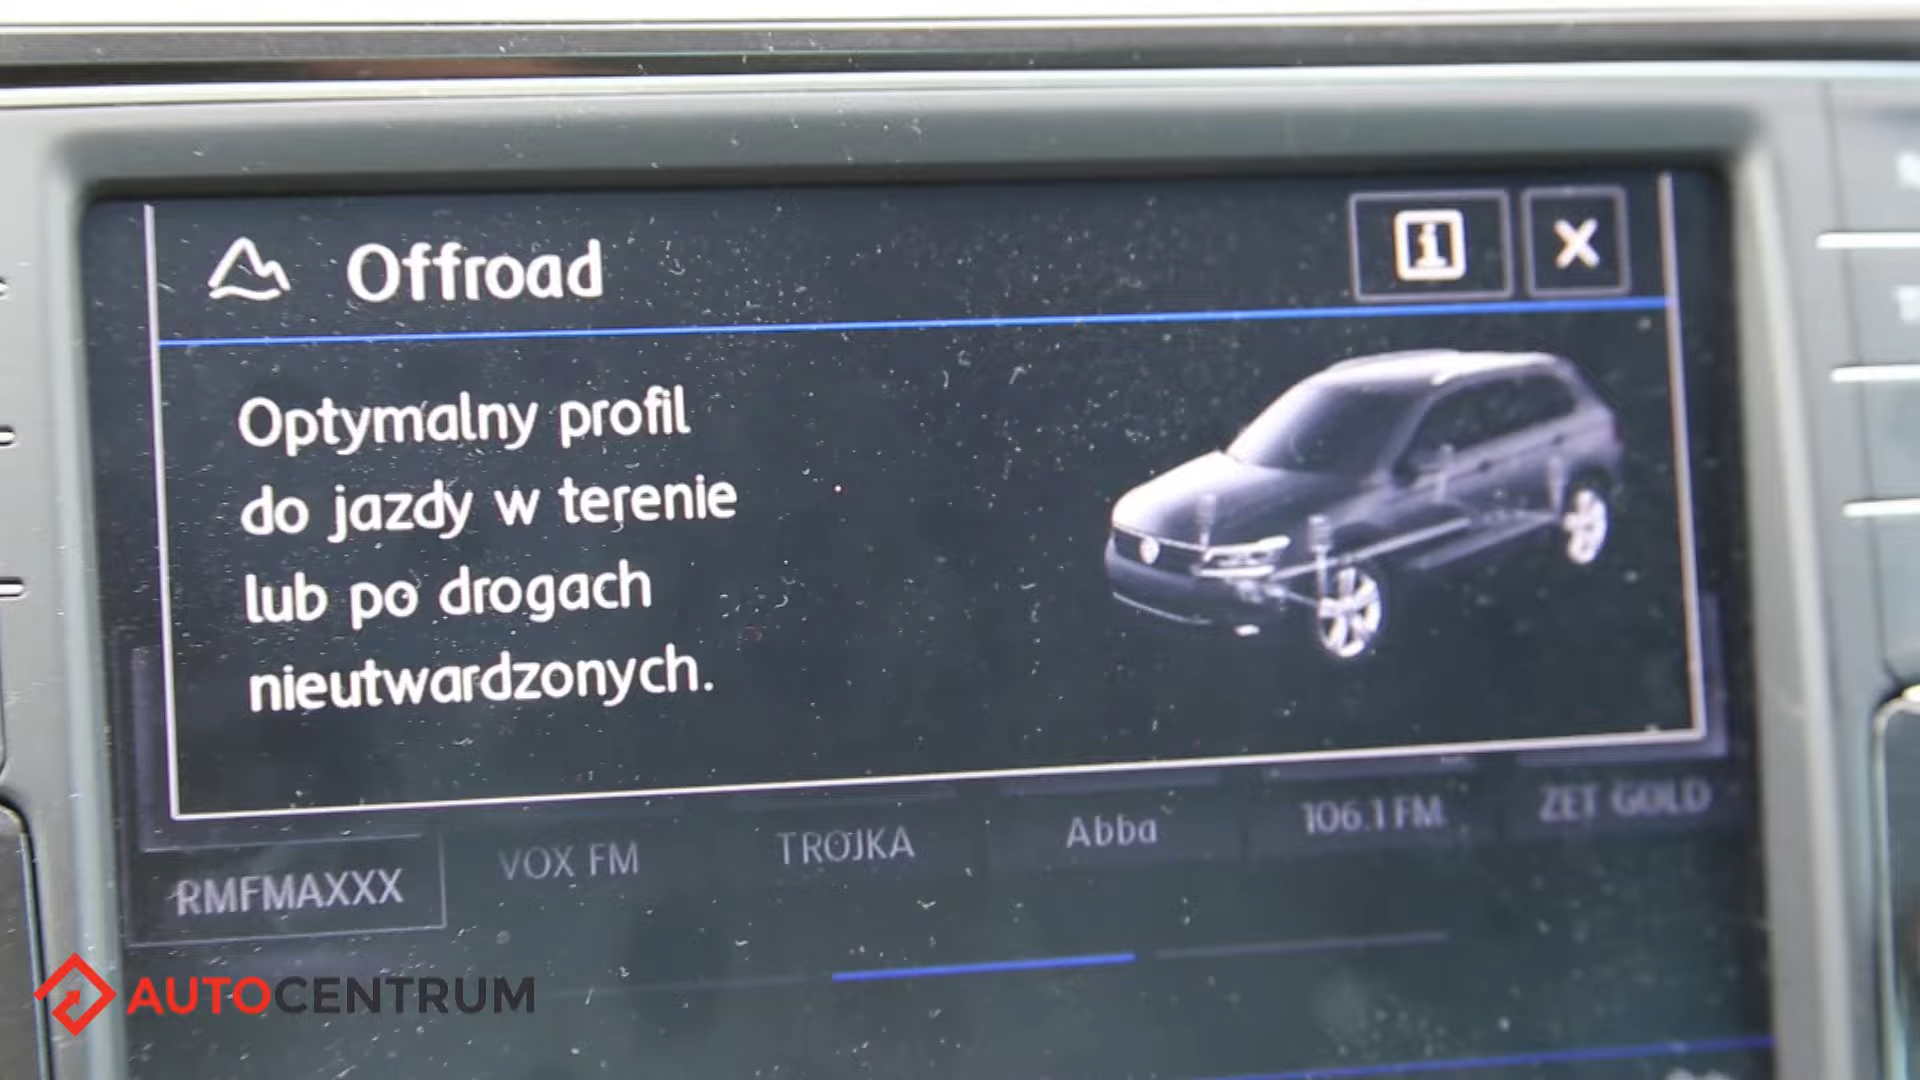 Offroad
Optymalny profil
do jazdy w terenie
lub po drogach
nieutwardzonych.
RMFMAXXX VOX FM TROJKA Abba 106.1 FM ZET GOLD
AUTOCENTRUM